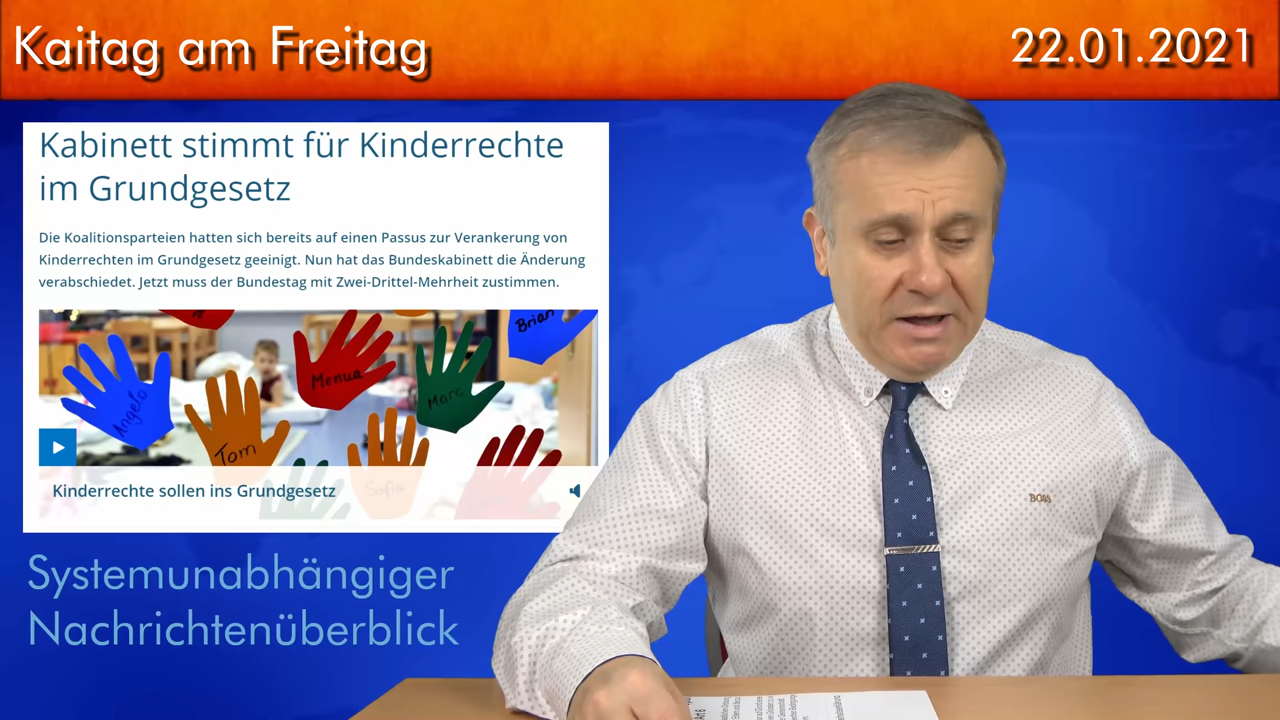 Kaitag am Freitag
22.01.2021
Kabinett stimmt für Kinderrechte
im Grundgesetz
Die Koalitionsparteien hatten sich bereits auf einen Passus zur Verankerung von
Kinderrechten im Grundgesetz geeinigt. Nun hat das Bundeskabinett die Änderung
verabschiedet. Jetzt muss der Bundestag mit Zwei-Drittel-Mehrheit zustimmen.
Brian
Angelo
Menua
Marc
Tom
Sofia
Kinderrechte sollen ins Grundgesetz
Systemunabhängiger
Nachrichtenüberblick
BOSS
Art 6